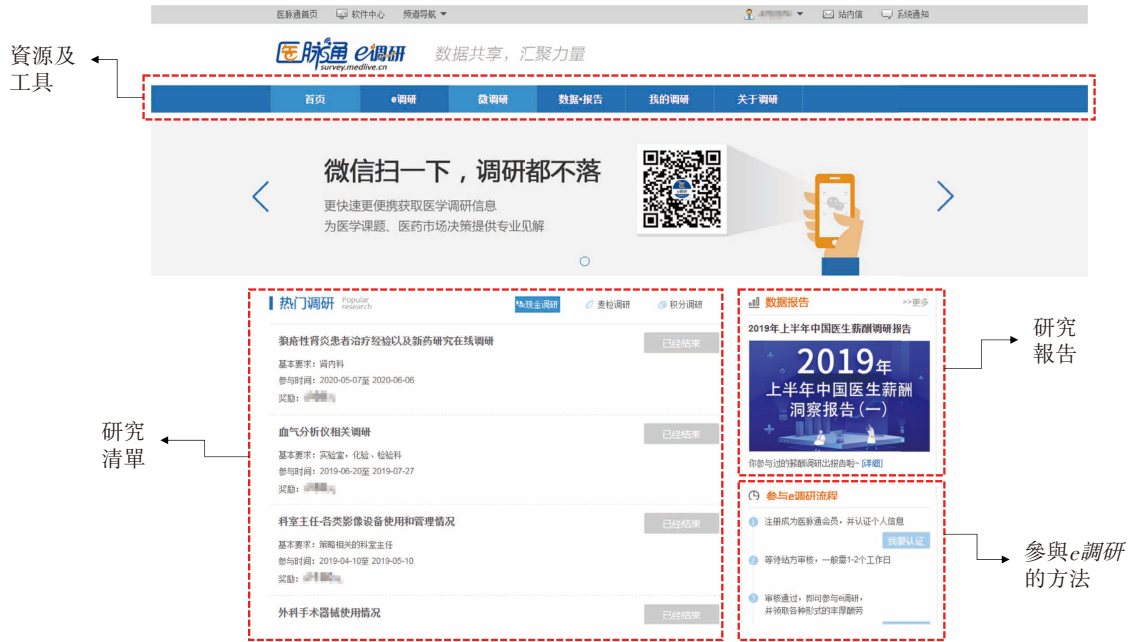 医脉通首页 软件中心 频道导航 站内信 系统通知
医脉通 e调研 数据共享，汇聚力量
survey.medlive.cn
資源及
工具
首页 e调研 微调研 数据•报告 我的调研 关于调研
微信扫一下，调研都不落
更快速更便携获取医学调研信息
为医学课题、医药市场决策提供专业见解
热门调研 Popular research 现金调研 麦粒调研 积分调研
狼疮性肾炎患者治疗经验以及新药研究在线调研 已经结束
基本要求：肾内科
参与时间：2020-05-07至 2020-06-06
奖励：
血气分析仪相关调研 已经结束
基本要求：实验室，化验、检验科
参与时间：2019-06-20至 2019-07-27
奖励：
科室主任-各类影像设备使用和管理情况 已经结束
基本要求：策略相关的科室主任
参与时间：2019-04-10至 2019-05-10
奖励：
外科手术器械使用情况 已经结束
研究
清單
数据报告 >>更多
2019年上半年中国医生薪酬调研报告
2019年
上半年中国医生薪酬
洞察报告(一)
你参与过的薪酬调研出报告啦~ [详细]
研究
報告
参与e调研流程
1 注册成为医脉通会员，并认证个人信息
我要认证
2 等待站方审核，一般需1-2个工作日
3 审核通过，即可参与e调研，
并领取各种形式的丰厚酬劳
參與e調研
的方法